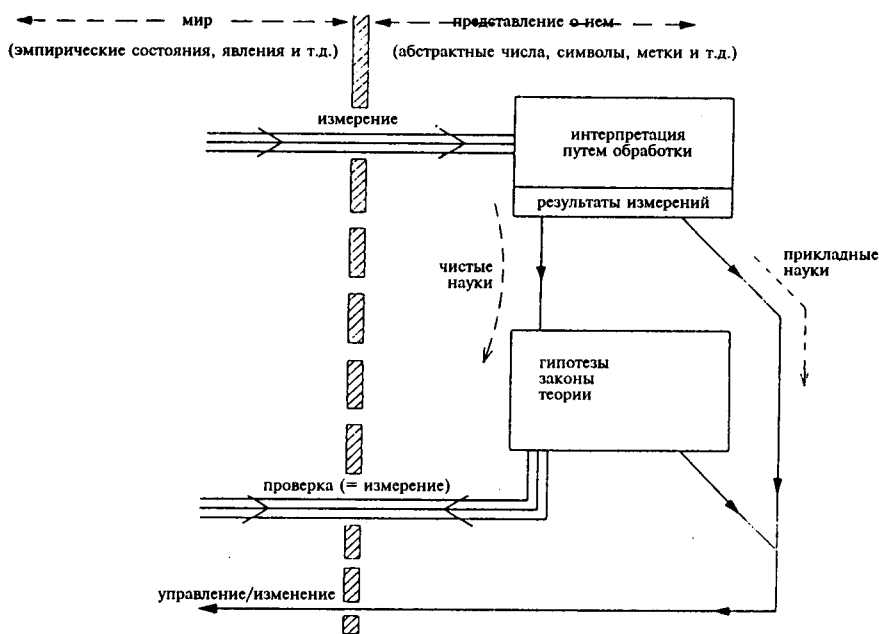 мир
представление о нем
(эмпирические состояния, явления и т.д.)
(абстрактные числа, символы, метки и т.д.)
измерение
интерпретация
путем обработки
результаты измерений
чистые
науки
прикладные
науки
гипотезы
законы
теории
проверка (= измерение)
управление/изменение